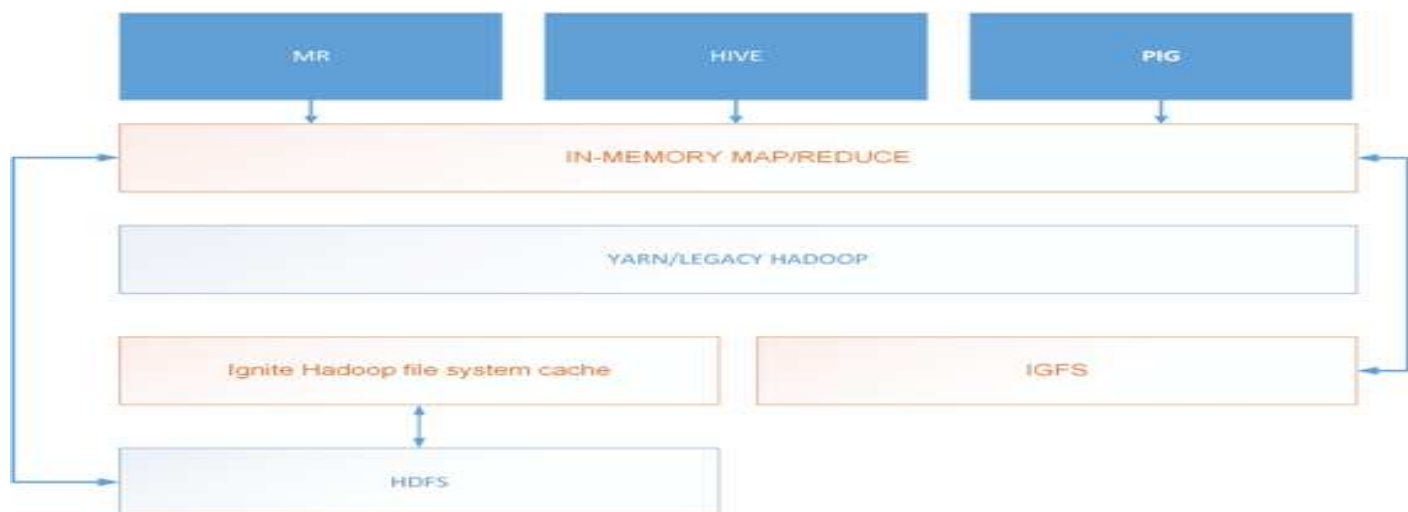 MR
HIVE
PIG
IN-MEMORY MAP/REDUCE
YARN/LEGACY HADOOP
Ignite Hadoop file system cache
IGFS
HDFS